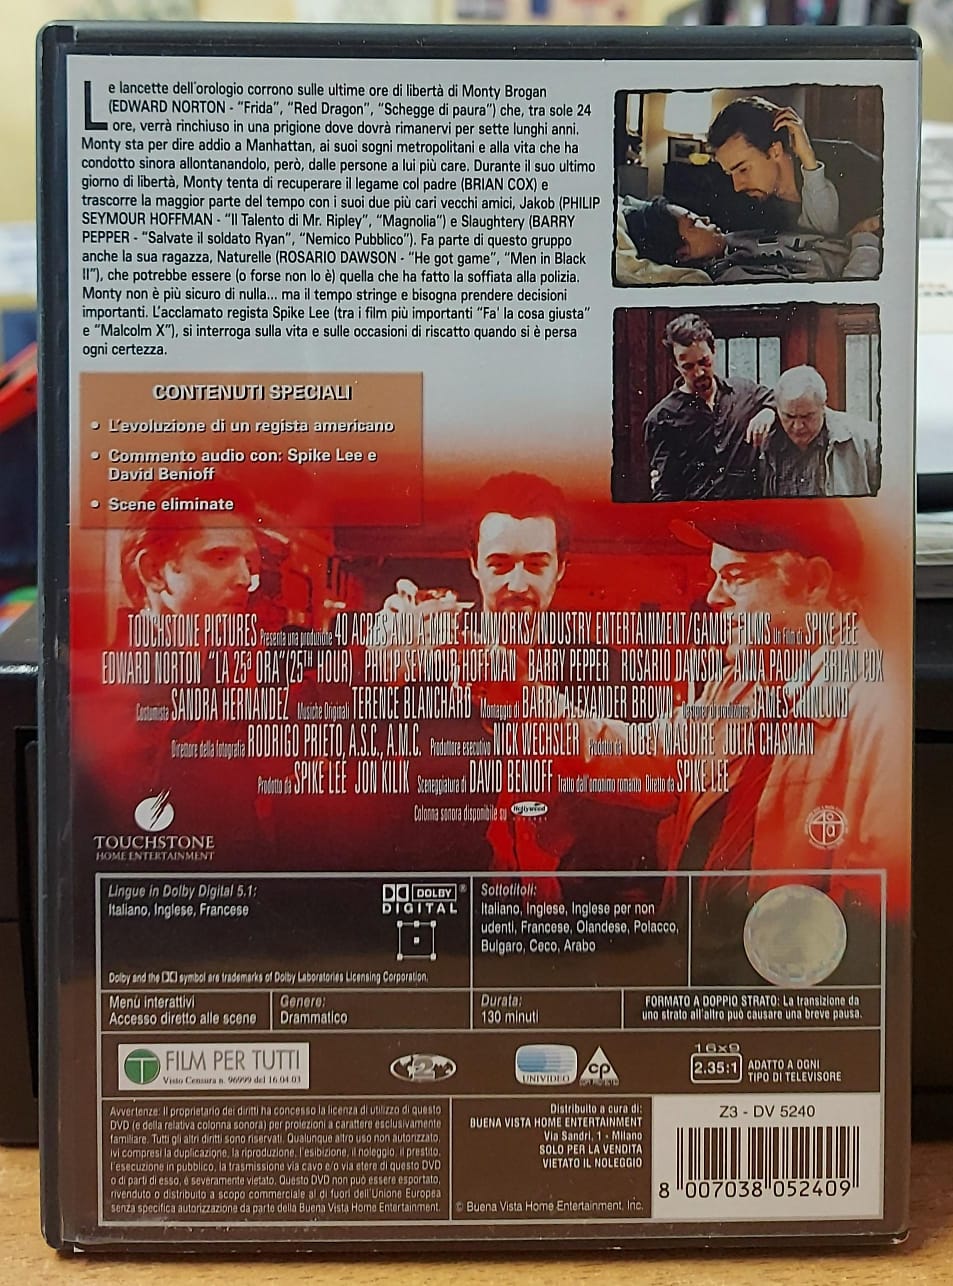 Le lancette dell'orologio corrono sulle ultime ore di libertà di Monty Brogan
(EDWARD NORTON - "Frida", "Red Dragon", "Schegge di paura") che, tra sole 24
ore, verrà rinchiuso in una prigione dove dovrà rimanervi per sette lunghi anni.
Monty sta per dire addio a Manhattan, ai suoi sogni metropolitani e alla vita che ha
condotto sinora allontanandolo, però, dalle persone a lui più care. Durante il suo ultimo
giorno di libertà, Monty tenta di recuperare il legame col padre (BRIAN COX) e
trascorre la maggior parte del tempo con i suoi due più cari vecchi amici, Jakob (PHILIP
SEYMOUR HOFFMAN - "Il Talento di Mr. Ripley", "Magnolia") e Slaughtery (BARRY
PEPPER - "Salvate il soldato Ryan", "Nemico Pubblico"). Fa parte di questo gruppo
anche la sua ragazza, Naturelle (ROSARIO DAWSON - "He got game", "Men in Black
II"), che potrebbe essere (o forse non lo è) quella che ha fatto la soffiata alla polizia.
Monty non è più sicuro di nulla... ma il tempo stringe e bisogna prendere decisioni
importanti. L'acclamato regista Spike Lee (tra i film più importanti "Fa' la cosa giusta"
e "Malcolm X"), si interroga sulla vita e sulle occasioni di riscatto quando si è persa
ogni certezza.
CONTENUTI SPECIALI
• L'evoluzione di un regista americano
• Commento audio con: Spike Lee e
David Benioff
• Scene eliminate
TOUCHSTONE PICTURES Presenta una produzione 40 ACRES AND A MULE FILMWORKS/INDUSTRY ENTERTAINMENT/GAMUT FILMS un Film di SPIKE LEE
EDWARD NORTON "LA 25ª ORA" (25TH HOUR) PHILIP SEYMOUR HOFFMAN BARRY PEPPER ROSARIO DAWSON ANNA PAQUIN BRIAN COX
Costumista SANDRA HERNANDEZ Musiche Originali TERENCE BLANCHARD Montaggio di BARRY ALEXANDER BROWN Designer di produzione JAMES CHINLUND
Direttore della fotografia RODRIGO PRIETO, A.S.C., A.M.C. Produttore esecutivo NICK WECHSLER Prodotto da TOBEY MAGUIRE JULIA CHASMAN
Prodotto da SPIKE LEE JON KILIK Sceneggiatura di DAVID BENIOFF Tratto dall'omonimo romanzo Diretto da SPIKE LEE
Colonna sonora disponibile su Hollywood
TOUCHSTONE
HOME ENTERTAINMENT
Lingue in Dolby Digital 5.1:
Italiano, Inglese, Francese
DOLBY®
DIGITAL
Dolby and the symbol are trademarks of Dolby Laboratories Licensing Corporation.
Sottotitoli:
Italiano, Inglese, Inglese per non
udenti, Francese, Olandese, Polacco,
Bulgaro, Ceco, Arabo
Menù interattivi
Accesso diretto alle scene
Genere:
Drammatico
Durata:
130 minuti
FORMATO A DOPPIO STRATO: La transizione da
uno strato all'altro può causare una breve pausa.
T FILM PER TUTTI
Visto Censura n. 96999 del 16.04.03
2
UNIVIDEO
cp
16x9
2.35:1
ADATTO A OGNI
TIPO DI TELEVISORE
Avvertenze: Il proprietario dei diritti ha concesso la licenza di utilizzo di questo
DVD (e della relativa colonna sonora) per proiezioni a carattere esclusivamente
familiare. Tutti gli altri diritti sono riservati. Qualunque altro uso non autorizzato,
ivi compresi la duplicazione, la riproduzione, l'esibizione, il noleggio, il prestito,
l'esecuzione in pubblico, la trasmissione via cavo e/o via etere di questo DVD
o di parti di esso, è severamente vietato. Questo DVD non può essere esportato,
rivenduto o distribuito a scopo commerciale al di fuori dell'Unione Europea
senza specifica autorizzazione da parte della Buena Vista Home Entertainment.
Distribuito a cura di:
BUENA VISTA HOME ENTERTAINMENT
Via Sandri, 1 - Milano
SOLO PER LA VENDITA
VIETATO IL NOLEGGIO
© Buena Vista Home Entertainment, Inc.
Z3 - DV 5240
8 007038 052409